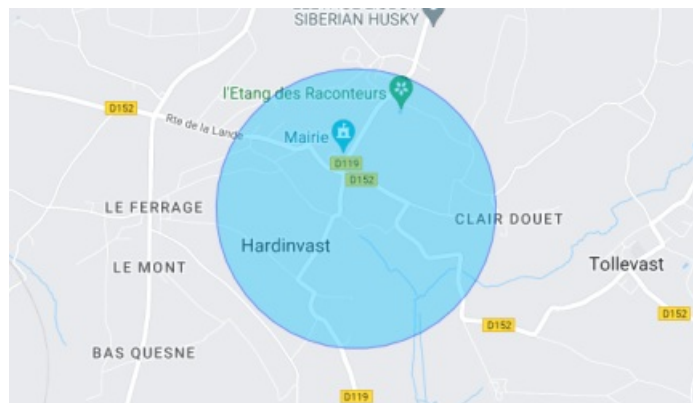 SIBERIAN HUSKY
l'Etang des Raconteurs
D152
Rte de la Lande
Mairie
D119
D152
LE FERRAGE
CLAIR DOUET
Hardinvast
LE MONT
Tollevast
D152
D152
BAS QUESNE
D119